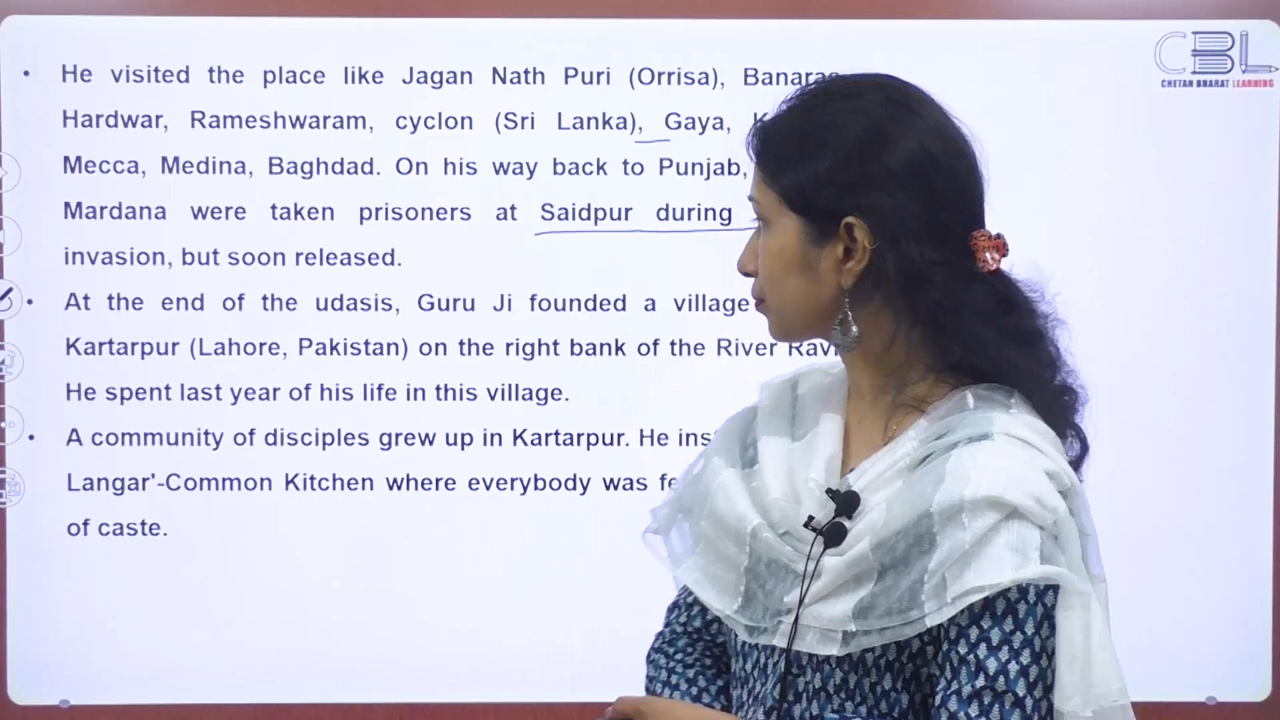 CBL
CHETAN BHARAT LEARNING
• He visited the place like Jagan Nath Puri (Orrisa), Banaras
Hardwar, Rameshwaram, cyclon (Sri Lanka), Gaya,
Mecca, Medina, Baghdad. On his way back to Punjab,
Mardana were taken prisoners at Saidpur during
invasion, but soon released.
• At the end of the udasis, Guru Ji founded a village
Kartarpur (Lahore, Pakistan) on the right bank of the River Ravi
He spent last year of his life in this village.
• A community of disciples grew up in Kartarpur. He
Langar'-Common Kitchen where everybody was
of caste.